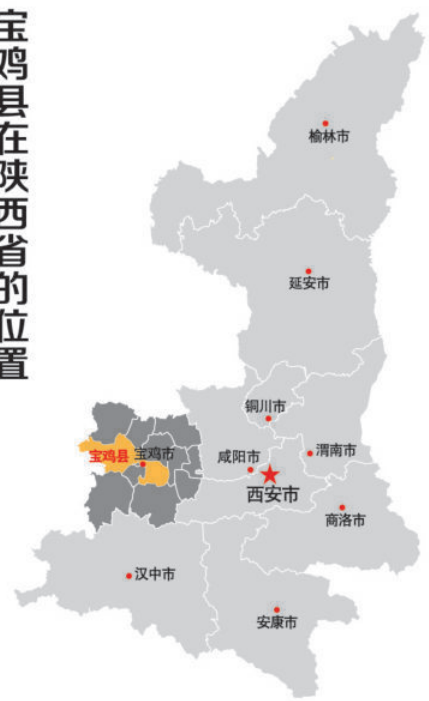 宝鸡县在陕西省的位置
榆林市
延安市
铜川市
宝鸡县
宝鸡市
咸阳市
渭南市
西安市
商洛市
汉中市
安康市